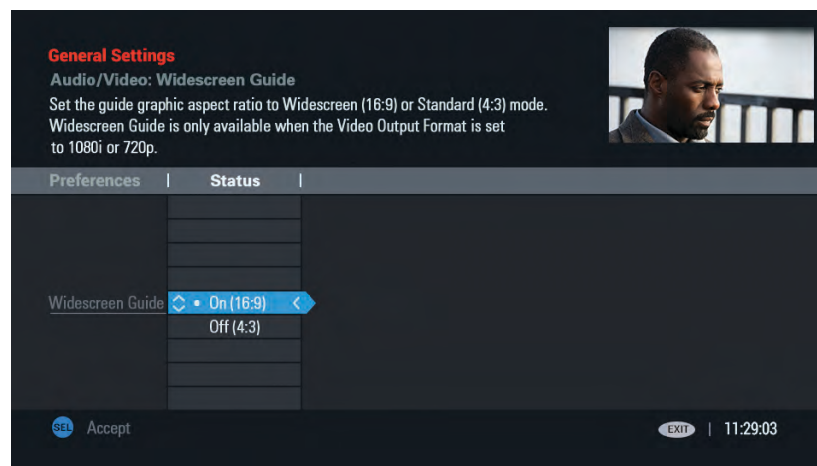 General Settings
Audio/Video: Widescreen Guide
Set the guide graphic aspect ratio to Widescreen (16:9) or Standard (4:3) mode.
Widescreen Guide is only available when the Video Output Format is set
to 1080i or 720p.
Preferences | Status |
Widescreen Guide On (16:9)
Off (4:3)
SEL Accept
EXIT | 11:29:03